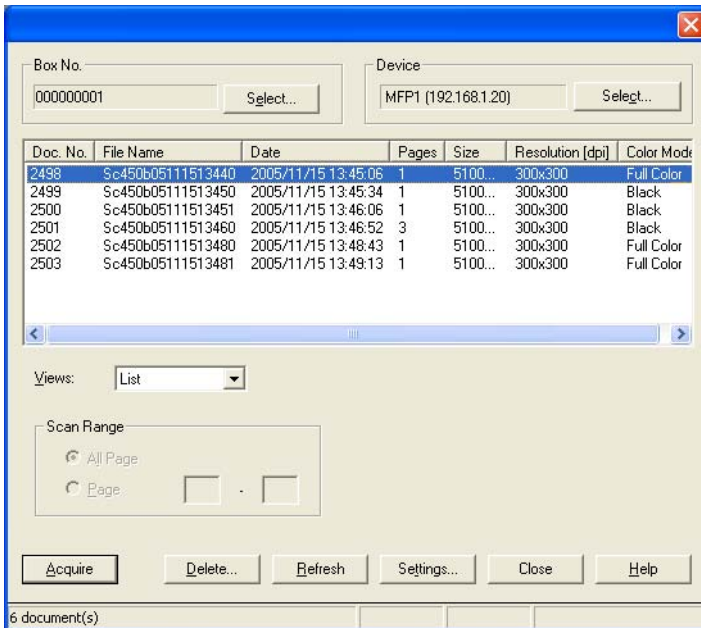 Box No.
Device
000000001
Select...
MFP1 (192.168.1.20)
Select...
Doc. No. File Name Date Pages Size Resolution [dpi] Color Mode
2498 Sc450b05111513440 2005/11/15 13:45:06 1 5100... 300x300 Full Color
2499 Sc450b05111513450 2005/11/15 13:45:34 1 5100... 300x300 Black
2500 Sc450b05111513451 2005/11/15 13:46:06 1 5100... 300x300 Black
2501 Sc450b05111513460 2005/11/15 13:46:52 3 5100... 300x300 Black
2502 Sc450b05111513480 2005/11/15 13:48:43 1 5100... 300x300 Full Color
2503 Sc450b05111513481 2005/11/15 13:49:13 1 5100... 300x300 Full Color
Views: List
Scan Range
All Page
Page -
Acquire Delete... Refresh Settings... Close Help
6 document(s)